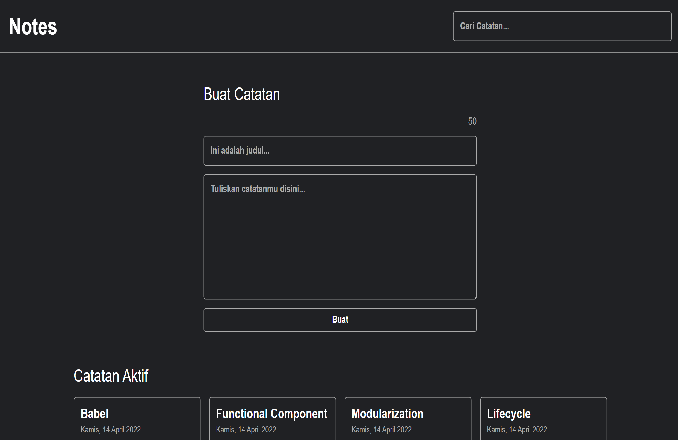 Notes
Cari Catatan...
Buat Catatan
50
Ini adalah judul...
Tuliskan catatanmu disini...
Buat
Catatan Aktif
Babel
Kamis, 14 April 2022
Functional Component
Kamis, 14 April 2022
Modularization
Kamis, 14 April 2022
Lifecycle
Kamis, 14 April 2022